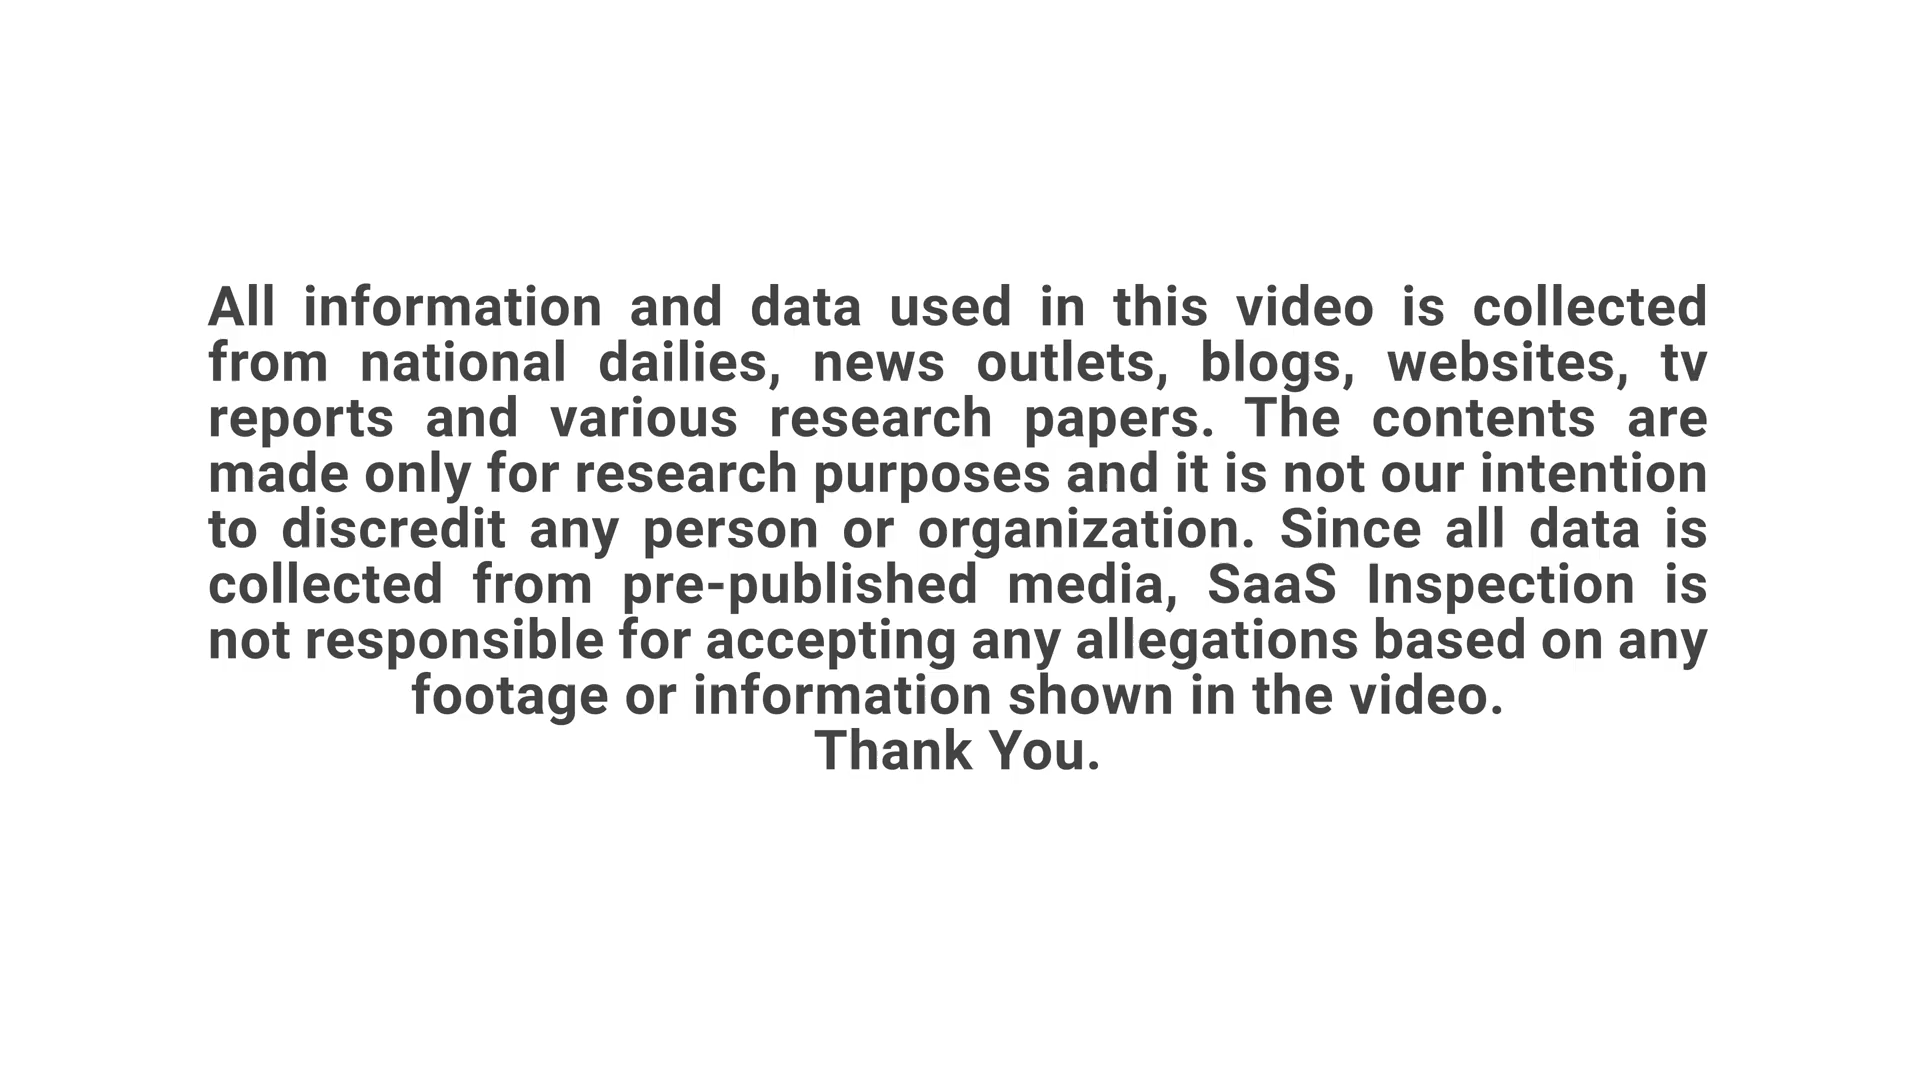 All information and data used in this video is collected
from national dailies, news outlets, blogs, websites, tv
reports and various research papers. The contents are
made only for research purposes and it is not our intention
to discredit any person or organization. Since all data is
collected from pre-published media, SaaS Inspection is
not responsible for accepting any allegations based on any
footage or information shown in the video.
Thank You.